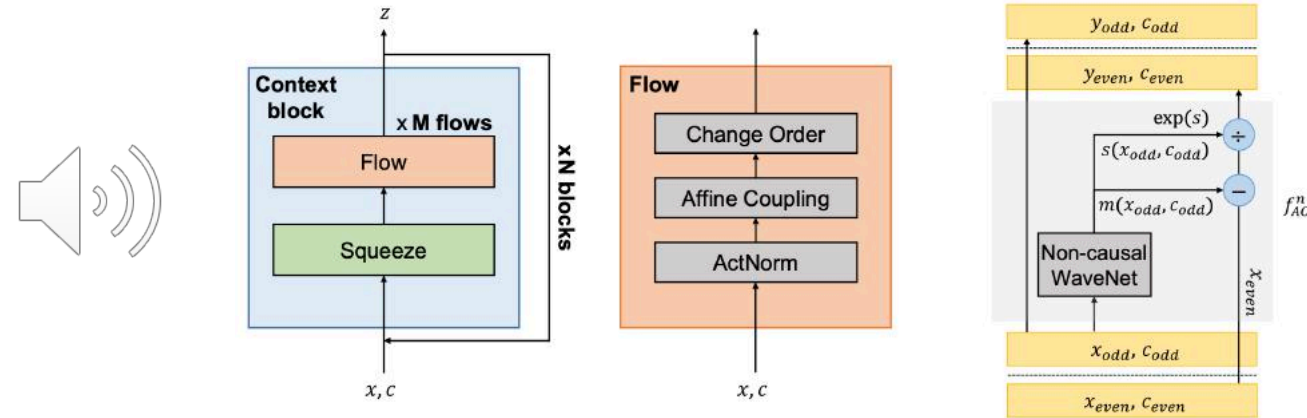 z
Context
block
x M flows
Flow
Squeeze
x N blocks
x, c
Flow
Change Order
Affine Coupling
ActNorm
x, c
y_odd, c_odd
y_even, c_even
exp(s)
÷
s(x_odd, c_odd)
−
m(x_odd, c_odd)
Non-causal
WaveNet
x_even
x_odd, c_odd
x_even, c_even